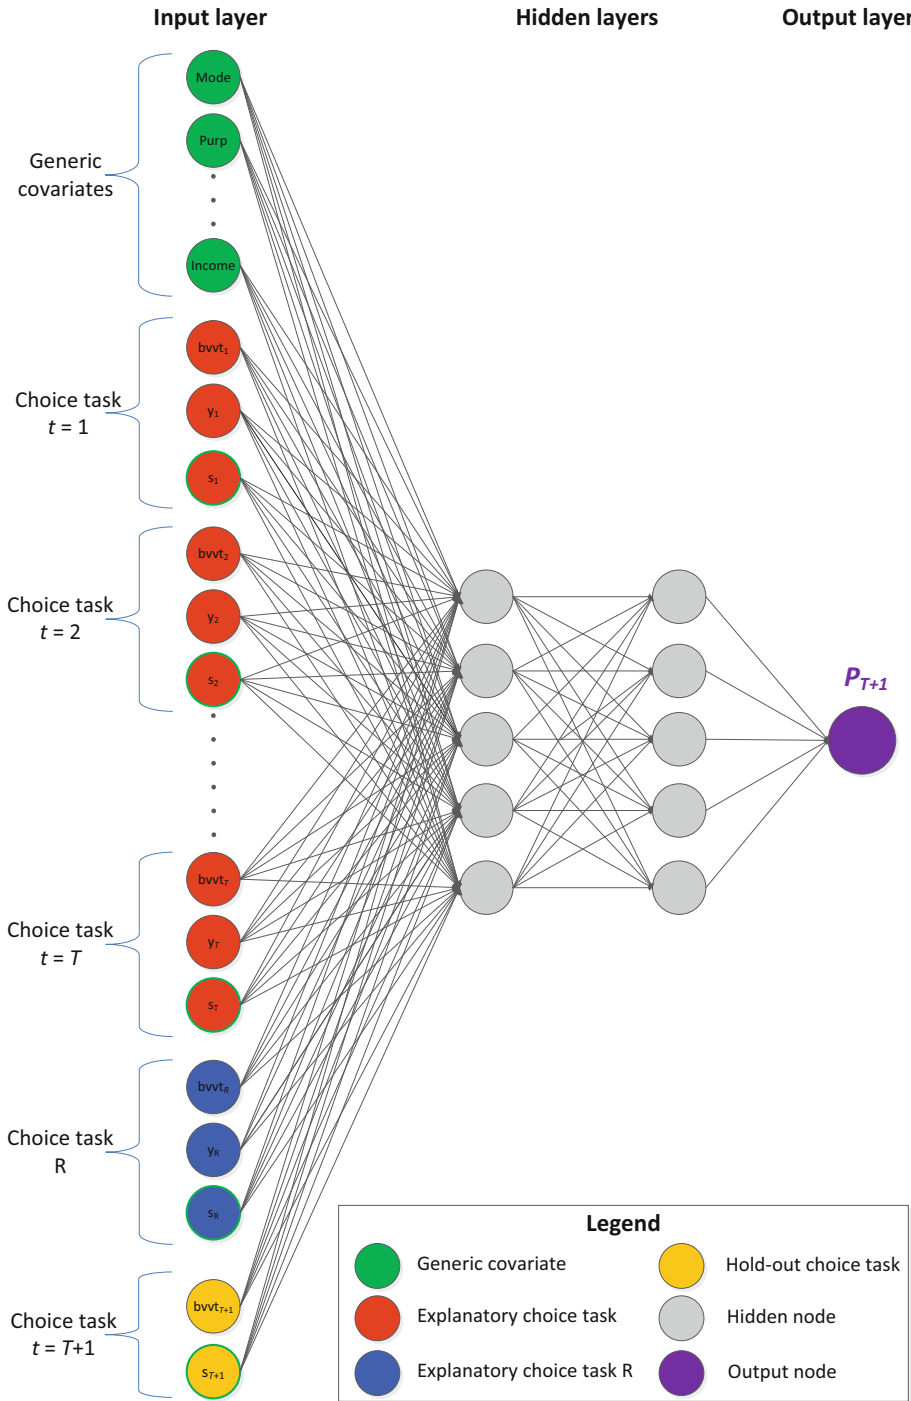 Input layer
Hidden layers
Output layer
Mode
Purp
Generic
covariates
Income
bvvt1
Choice task
t = 1
y1
s1
bvvt2
Choice task
t = 2
y2
s2
PT+1
bvvtT
Choice task
t = T
yT
sT
bvvtR
Choice task
R
yR
sR
bvvtT+1
Choice task
t = T+1
sT+1
Legend
Generic covariate
Hold-out choice task
Explanatory choice task
Hidden node
Explanatory choice task R
Output node